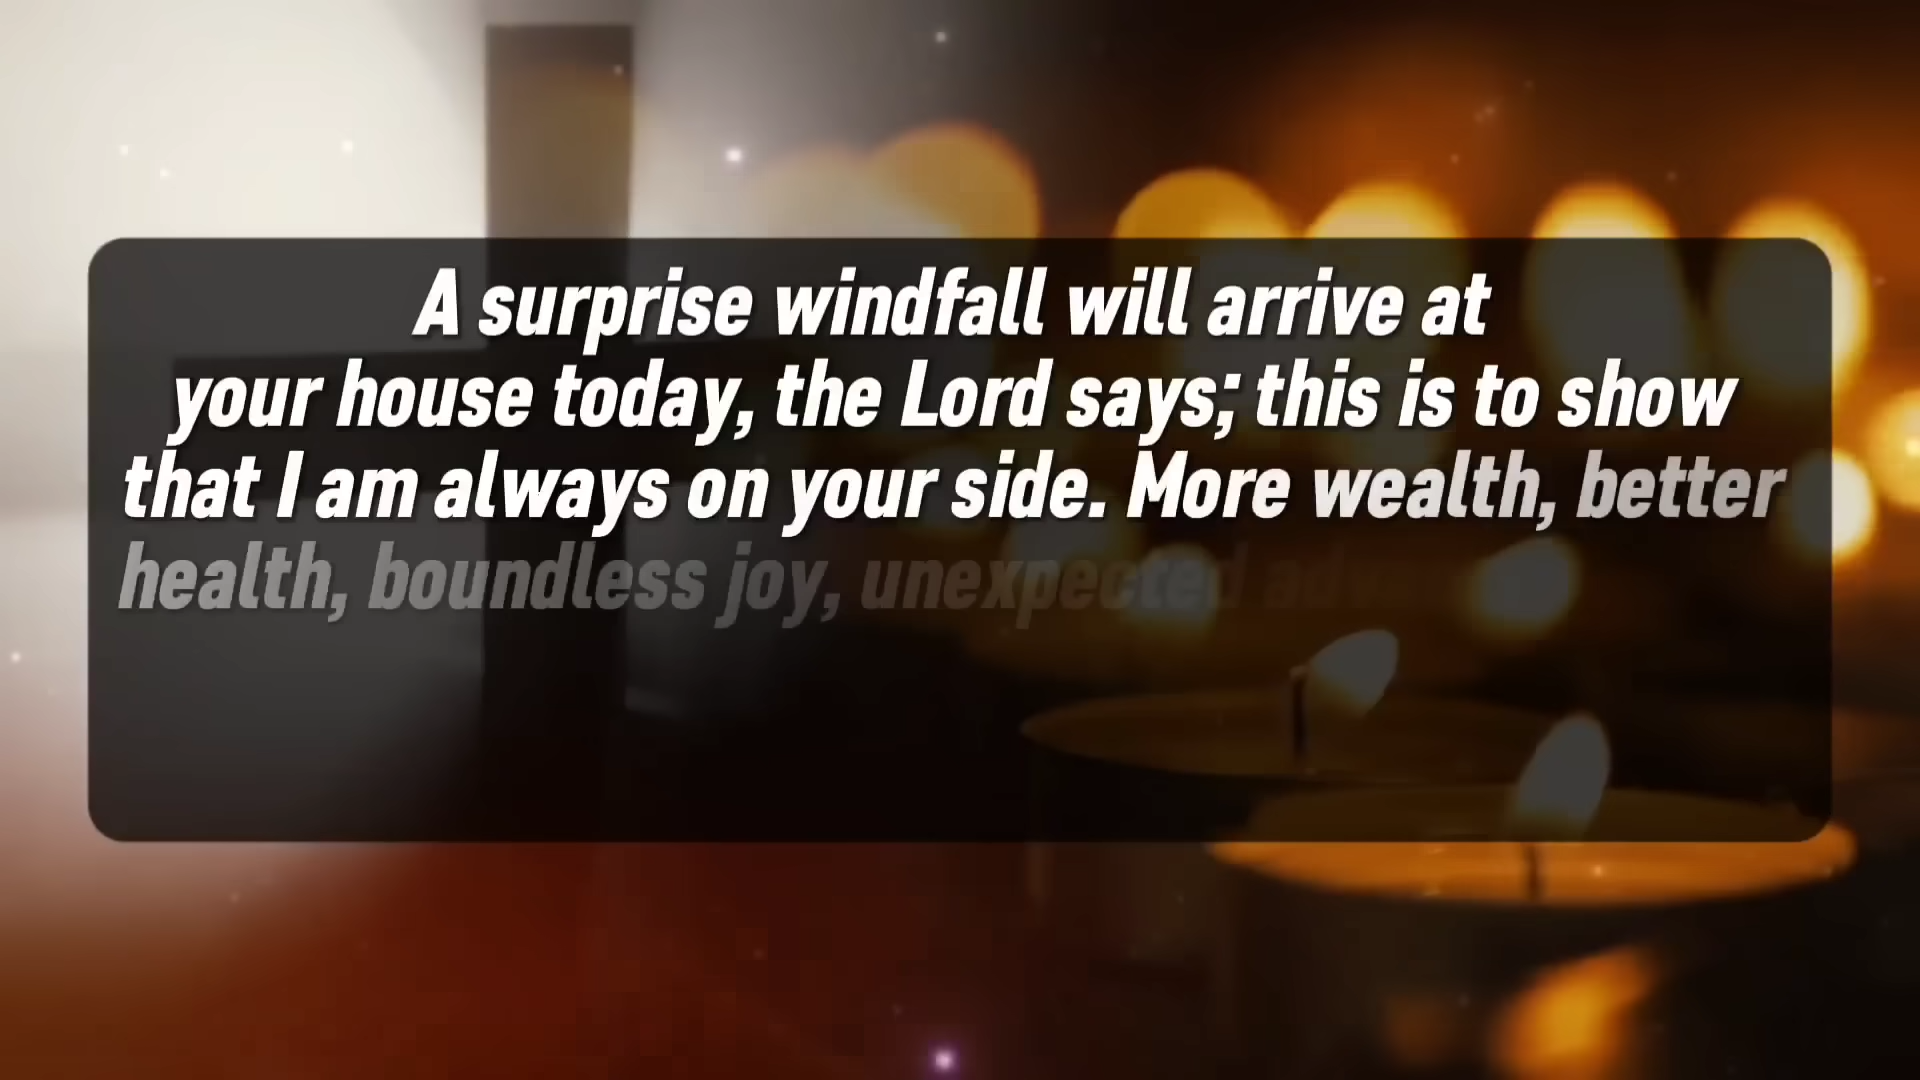 A surprise windfall will arrive at
your house today, the Lord says; this is to show
that I am always on your side. More wealth, better
health, boundless joy, unexpected